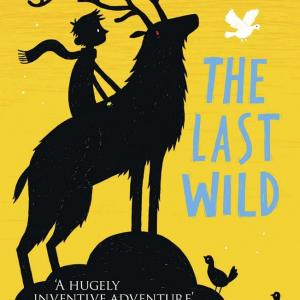 THE
LAST
WILD
'A HUGELY
INVENTIVE ADVENTURE'